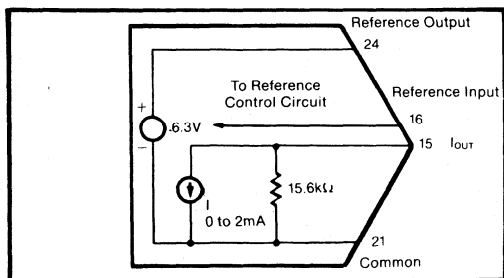 Reference Output
24
To Reference
Control Circuit
Reference Input
16
+
6.3V
−
15 IOUT
15.6kΩ
I
0 to 2mA
21
Common